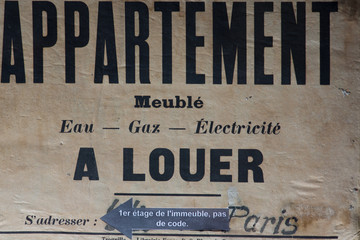 APPARTEMENT
Meublé
Eau — Gaz — Électricité
A LOUER
1er étage de l'immeuble, pas
de code.
S'adresser : Paris